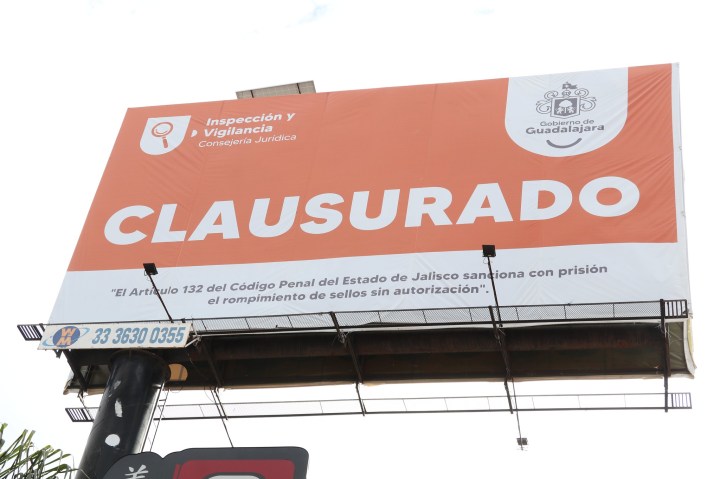 Inspección y
Vigilancia
Consejería Jurídica
Gobierno de
Guadalajara
CLAUSURADO
"El Artículo 132 del Código Penal del Estado de Jalisco sanciona con prisión
el rompimiento de sellos sin autorización".
WM 33 3630 0355